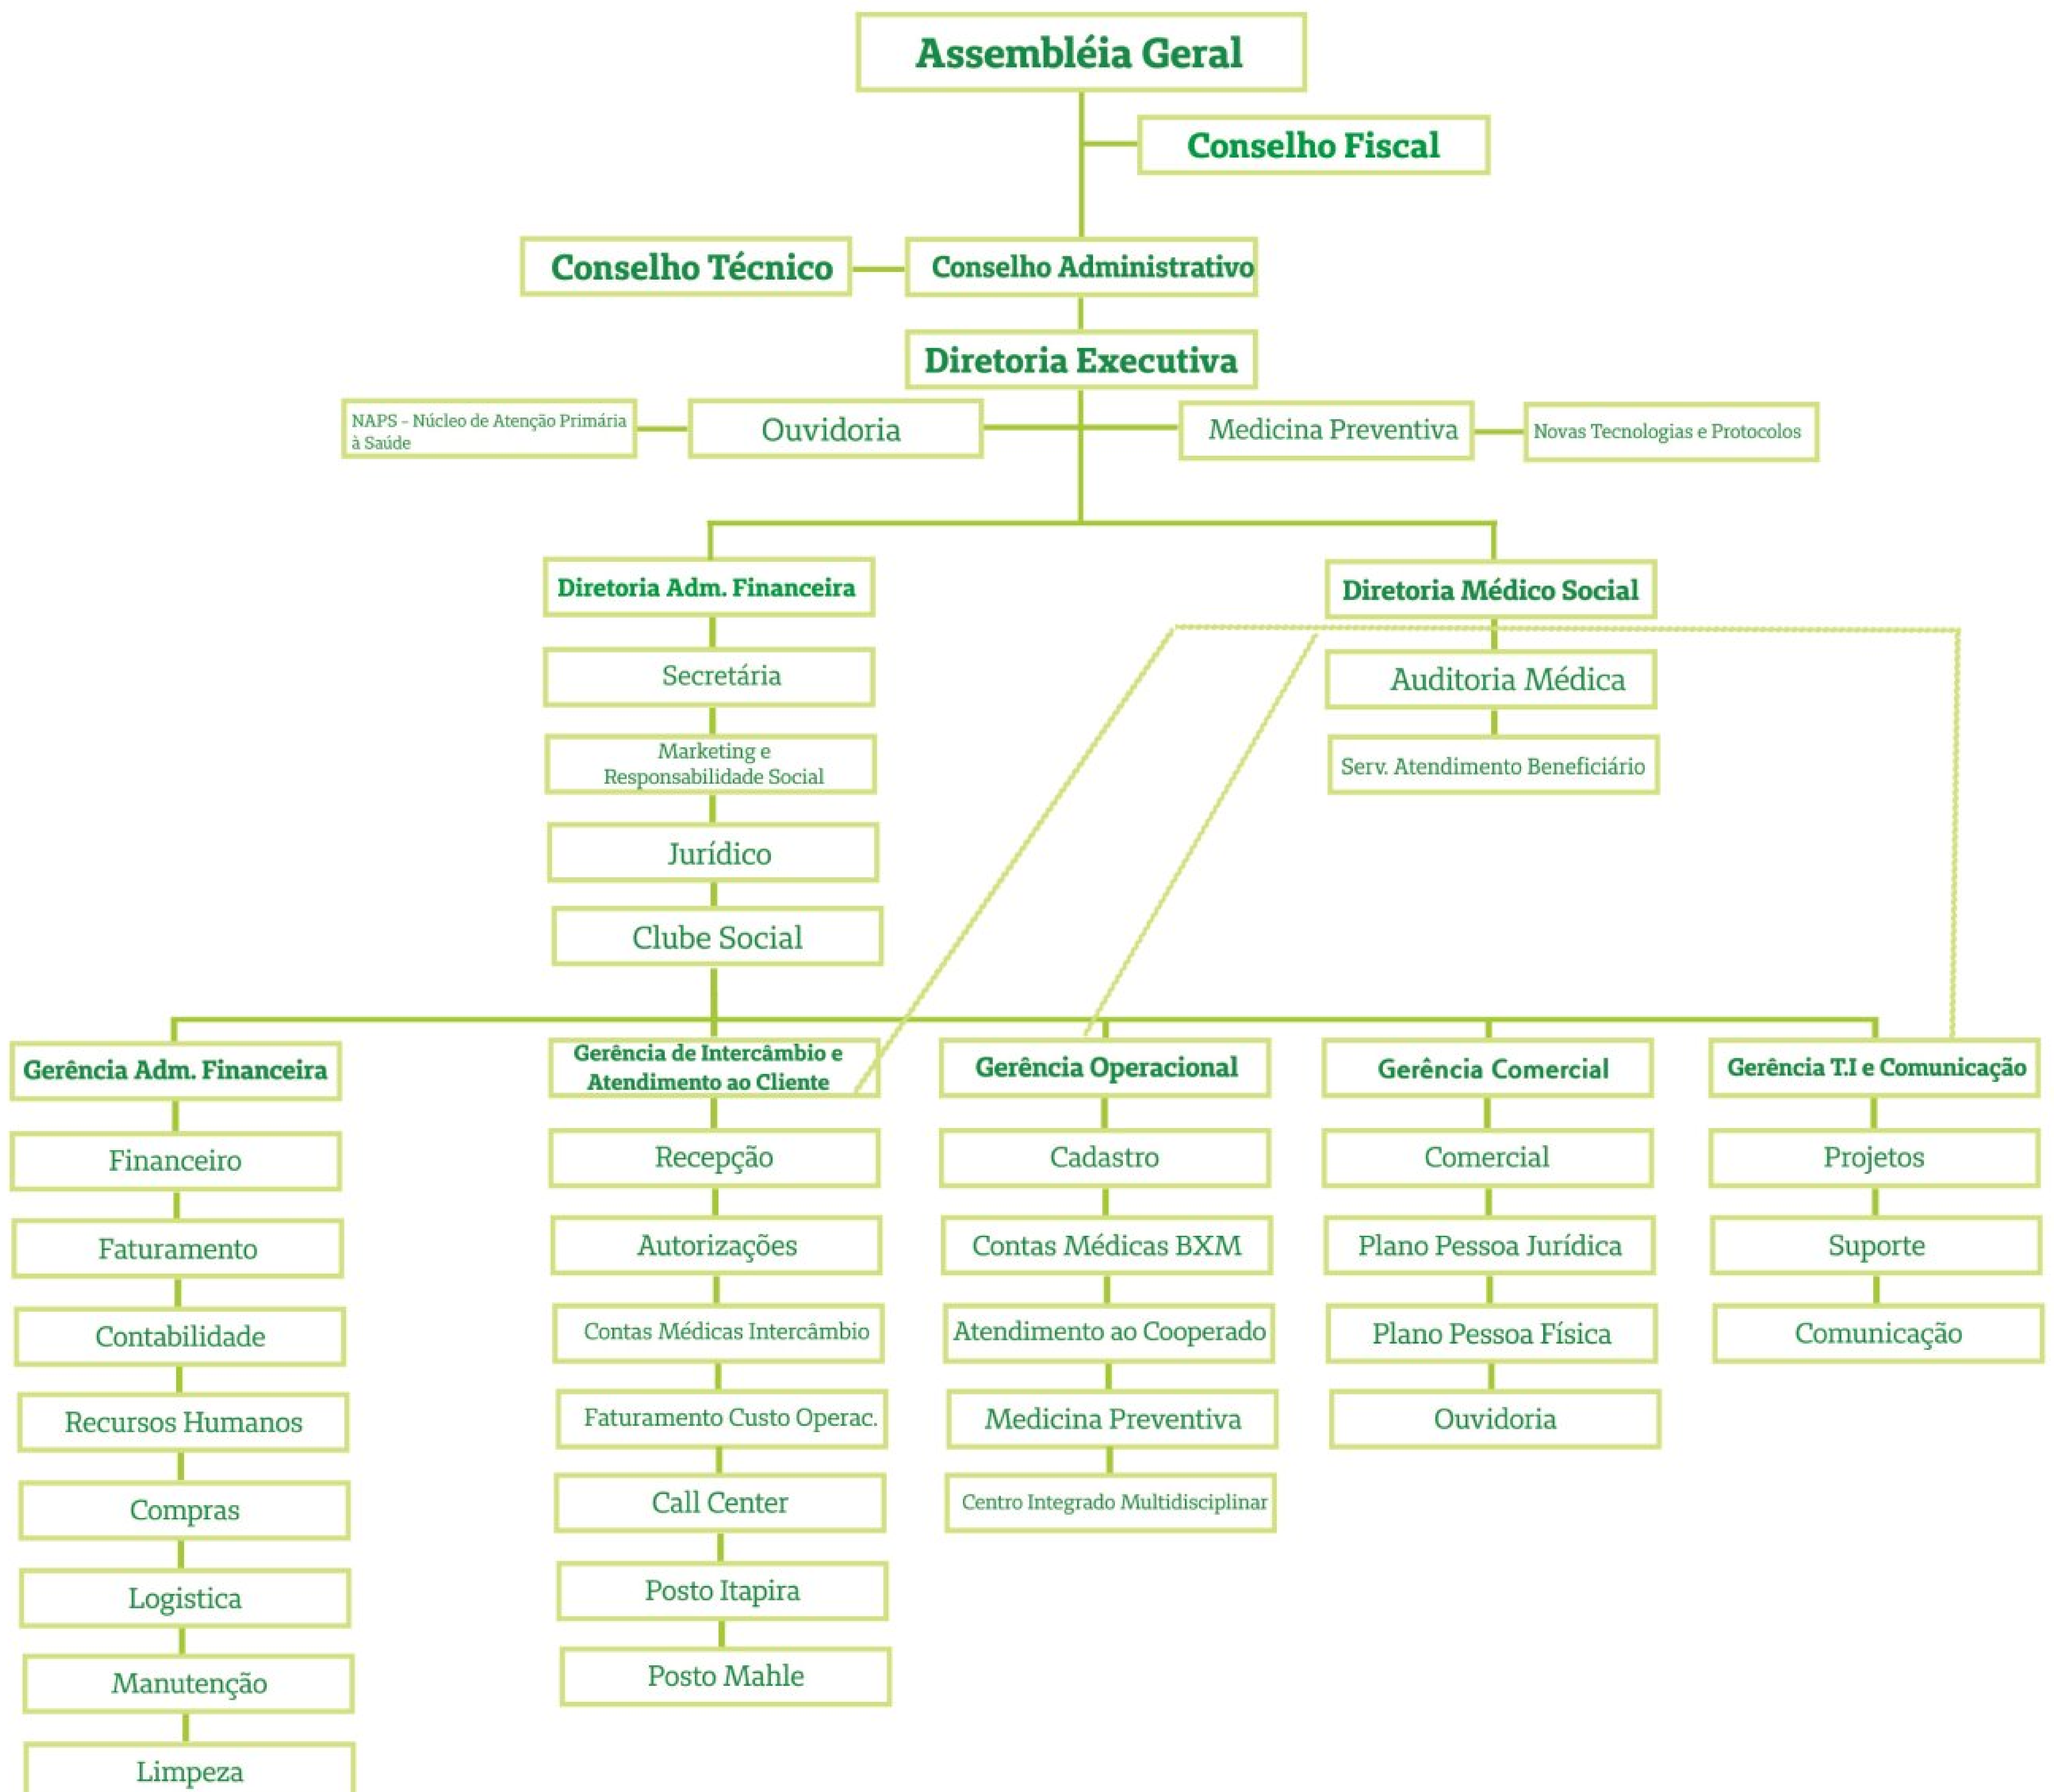 Assembléia Geral
Conselho Fiscal
Conselho Técnico
Conselho Administrativo
Diretoria Executiva
NAPS - Núcleo de Atenção Primária
à Saúde
Ouvidoria
Medicina Preventiva
Novas Tecnologias e Protocolos
Diretoria Adm. Financeira
Secretária
Marketing e
Responsabilidade Social
Jurídico
Clube Social
Diretoria Médico Social
Auditoria Médica
Serv. Atendimento Beneficiário
Gerência Adm. Financeira
Financeiro
Faturamento
Contabilidade
Recursos Humanos
Compras
Logistica
Manutenção
Limpeza
Gerência de Intercâmbio e
Atendimento ao Cliente
Recepção
Autorizações
Contas Médicas Intercâmbio
Faturamento Custo Operac.
Call Center
Posto Itapira
Posto Mahle
Gerência Operacional
Cadastro
Contas Médicas BXM
Atendimento ao Cooperado
Medicina Preventiva
Centro Integrado Multidisciplinar
Gerência Comercial
Comercial
Plano Pessoa Jurídica
Plano Pessoa Física
Ouvidoria
Gerência T.I e Comunicação
Projetos
Suporte
Comunicação